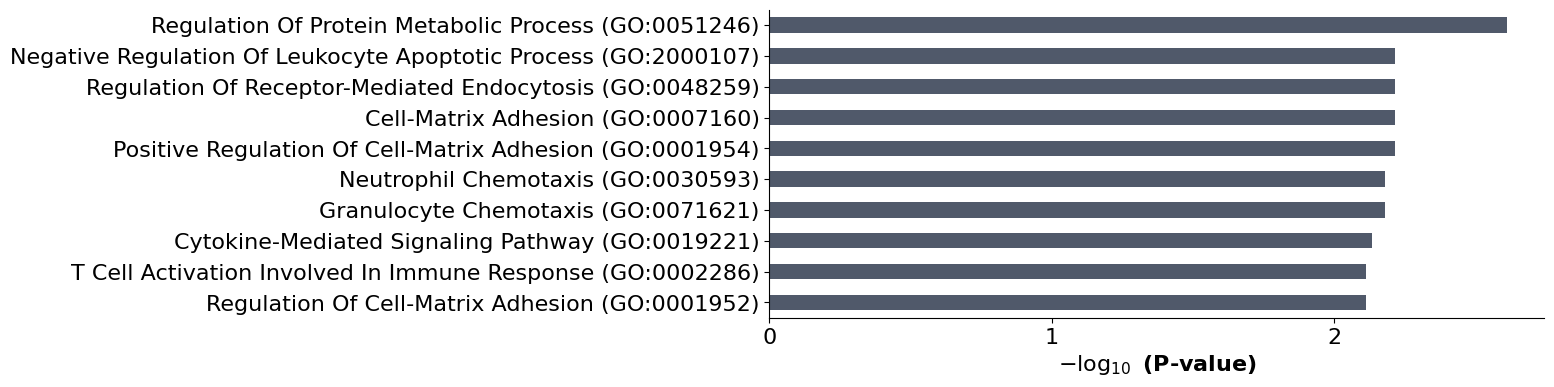 Regulation Of Protein Metabolic Process (GO:0051246)
Negative Regulation Of Leukocyte Apoptotic Process (GO:2000107)
Regulation Of Receptor-Mediated Endocytosis (GO:0048259)
Cell-Matrix Adhesion (GO:0007160)
Positive Regulation Of Cell-Matrix Adhesion (GO:0001954)
Neutrophil Chemotaxis (GO:0030593)
Granulocyte Chemotaxis (GO:0071621)
Cytokine-Mediated Signaling Pathway (GO:0019221)
T Cell Activation Involved In Immune Response (GO:0002286)
Regulation Of Cell-Matrix Adhesion (GO:0001952)
0 1 2
−log₁₀ (P-value)